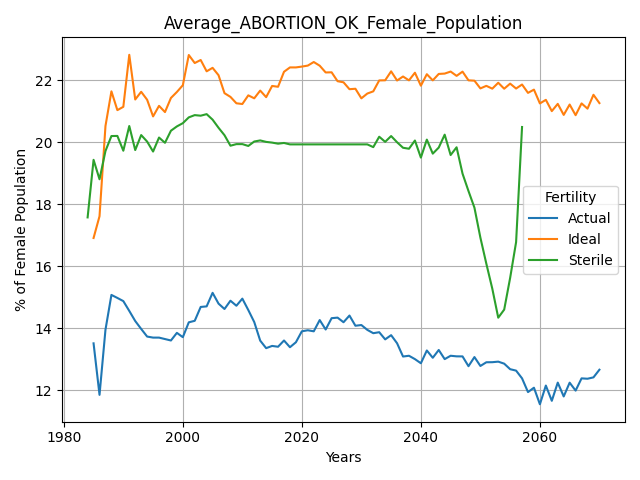 Average_ABORTION_OK_Female_Population
% of Female Population
22
20
18
16
14
12
1980
2000
2020
2040
2060
Years
Fertility
Actual
Ideal
Sterile